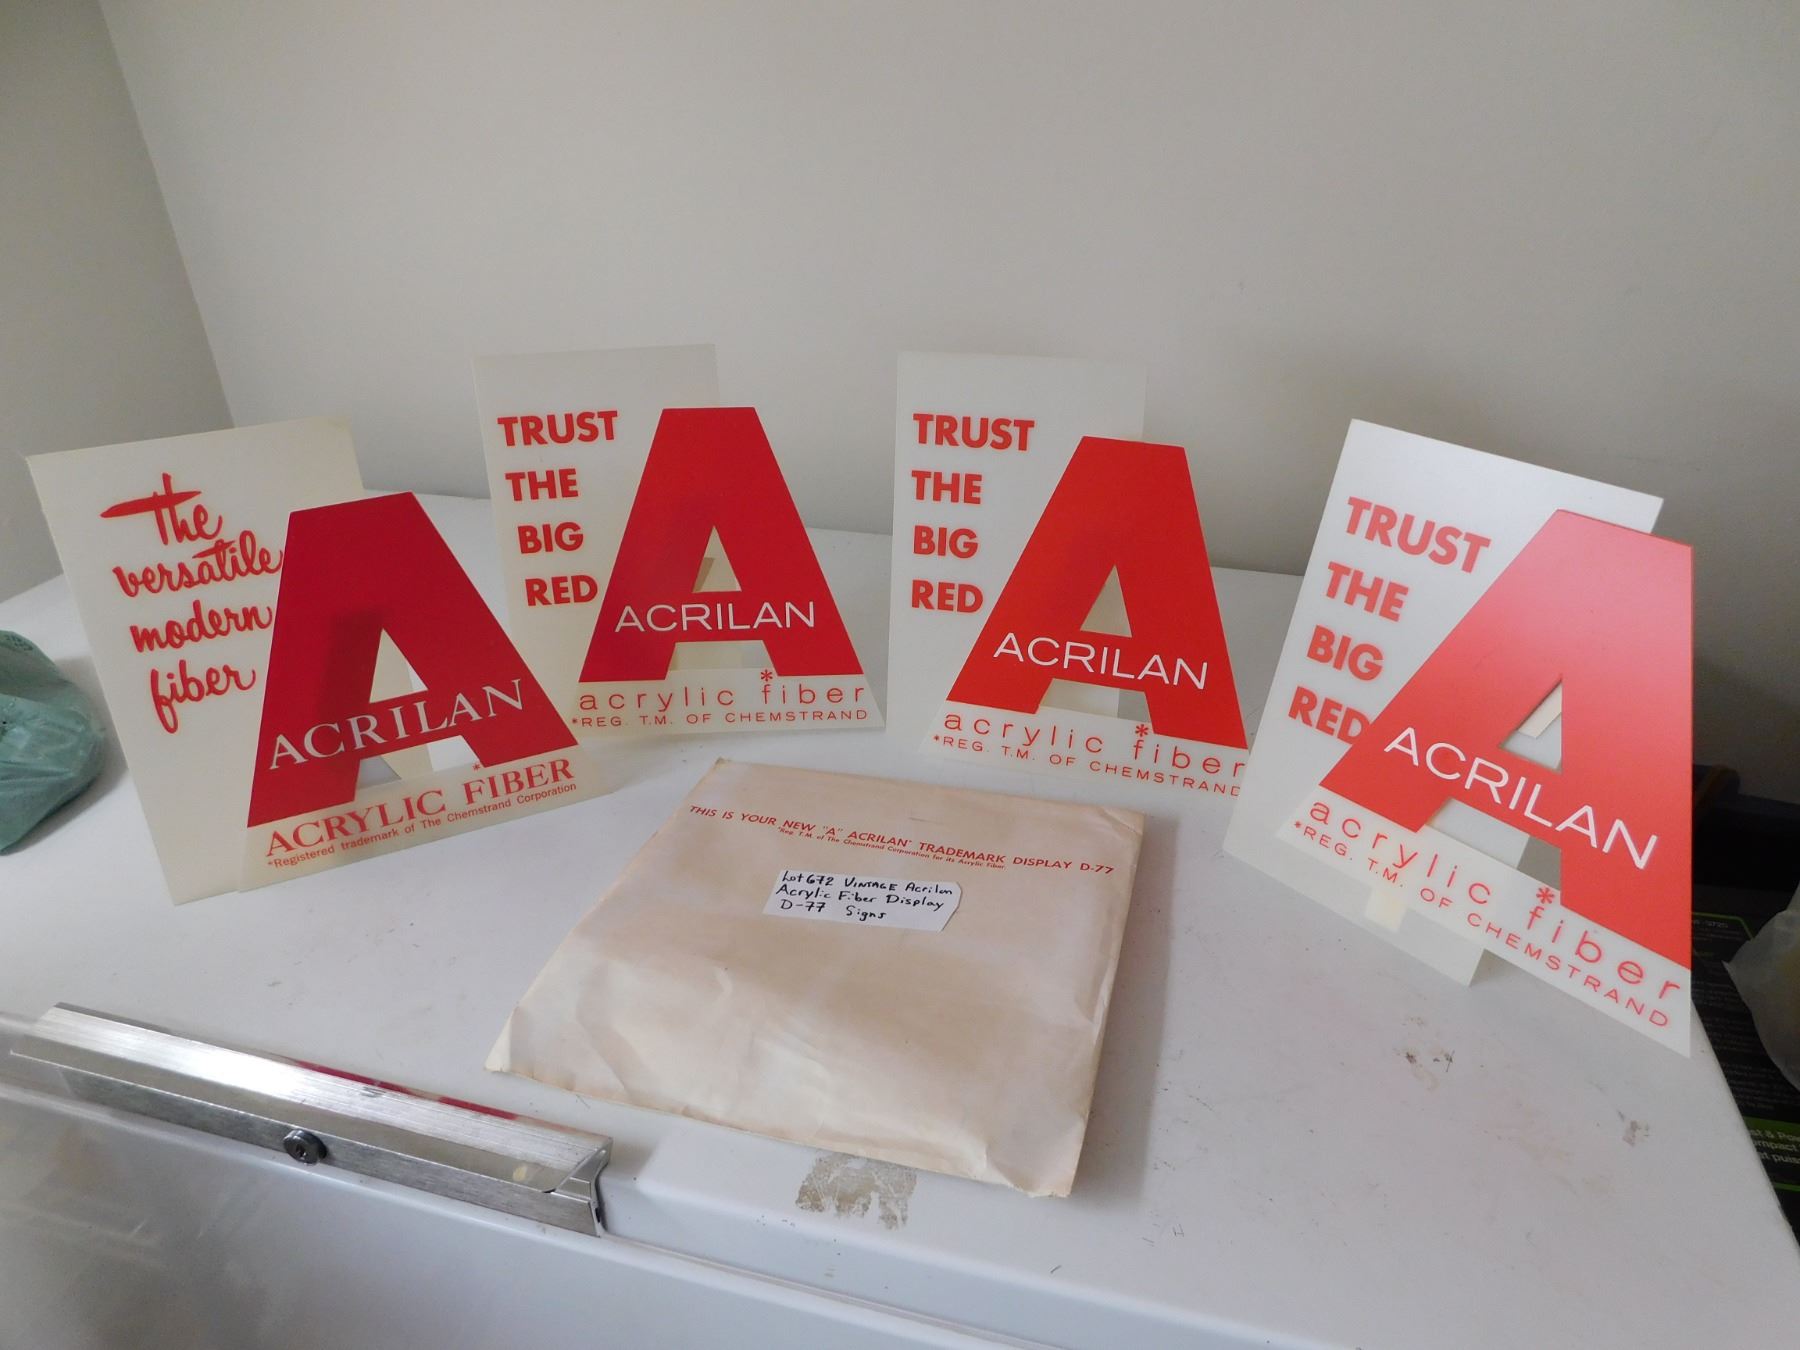 The
versatile
modern
fiber
ACRILAN
*
ACRYLIC FIBER
*Registered trademark of The Chemstrand Corporation
TRUST
THE
BIG
RED
ACRILAN
*
acrylic fiber
*REG. T.M. OF CHEMSTRAND
TRUST
THE
BIG
RED
ACRILAN
*
acrylic fiber
*REG. T.M. OF CHEMSTRAND
TRUST
THE
BIG
RED
ACRILAN
*
acrylic fiber
*REG. T.M. OF CHEMSTRAND
THIS IS YOUR NEW "A" ACRILAN* TRADEMARK DISPLAY D-77
*Reg. T.M. of The Chemstrand Corporation for its Acrylic Fiber
Lot 672 VINTAGE Acrilan
Acrylic Fiber Display
D-77 Signs